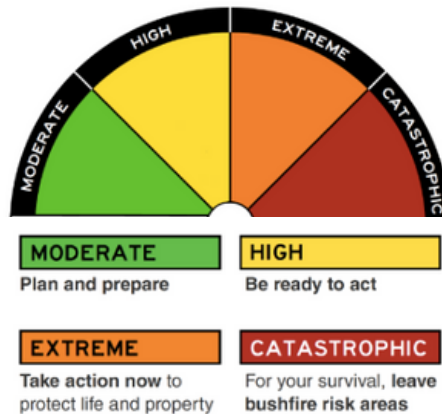 MODERATE
HIGH
EXTREME
CATASTROPHIC
MODERATE
Plan and prepare
HIGH
Be ready to act
EXTREME
Take action now to
protect life and property
CATASTROPHIC
For your survival, leave
bushfire risk areas